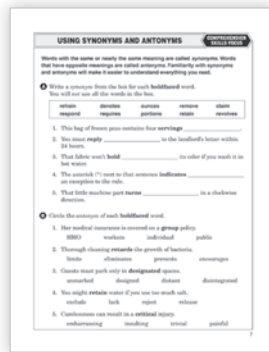 USING SYNONYMS AND ANTONYMS
COMPREHENSION
SKILLS FOCUS
Words with the same or nearly the same meaning are called synonyms. Words
that have opposite meanings are called antonyms. Familiarity with synonyms
and antonyms will make it easier to understand everything you read.
A Write a synonym from the box for each boldfaced word.
You will not use all the words in the box.
refrain denotes ounces remove claim
respond requires portions retain revolves
1. This bag of frozen peas contains four servings
2. You must reply to the landlord's letter within
24 hours.
3. That fabric won't hold its color if you wash it in
hot water.
4. The asterisk (*) next to that sentence indicates
an exception to the rule.
5. That little machine part turns in a clockwise
direction.
B Circle the antonym of each boldfaced word.
1. Her medical insurance is covered on a group policy.
HMO workers individual public
2. Thorough cleaning retards the growth of bacteria.
limits eliminates prevents encourages
3. Guests must park only in designated spaces.
unmarked assigned distant disintegrated
4. You might retain water if you use too much salt.
exclude lack reject release
5. Carelessness can result in a critical injury.
embarrassing insulting trivial painful
7